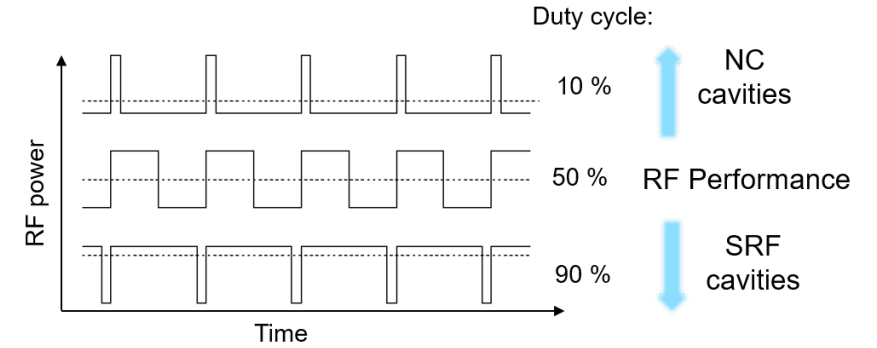 Duty cycle:
NC
cavities
10 %
RF power
50 %
RF Performance
SRF
cavities
90 %
Time